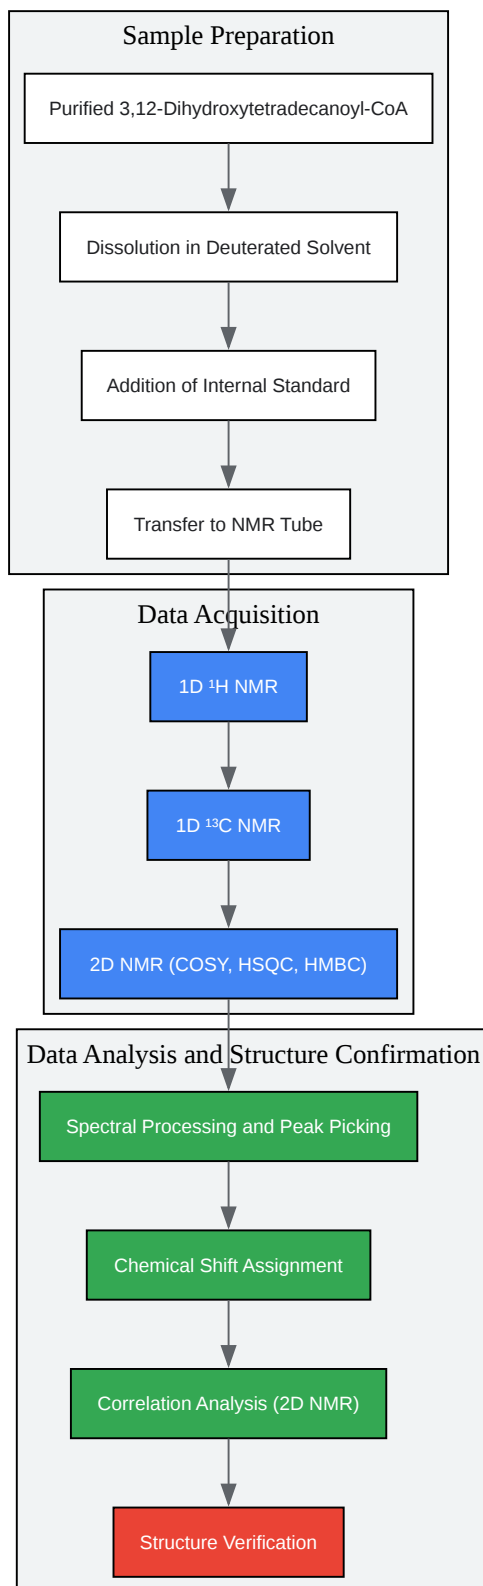 Sample Preparation
Purified 3,12-Dihydroxytetradecanoyl-CoA
Dissolution in Deuterated Solvent
Addition of Internal Standard
Transfer to NMR Tube
Data Acquisition
1D ¹H NMR
1D ¹³C NMR
2D NMR (COSY, HSQC, HMBC)
Data Analysis and Structure Confirmation
Spectral Processing and Peak Picking
Chemical Shift Assignment
Correlation Analysis (2D NMR)
Structure Verification